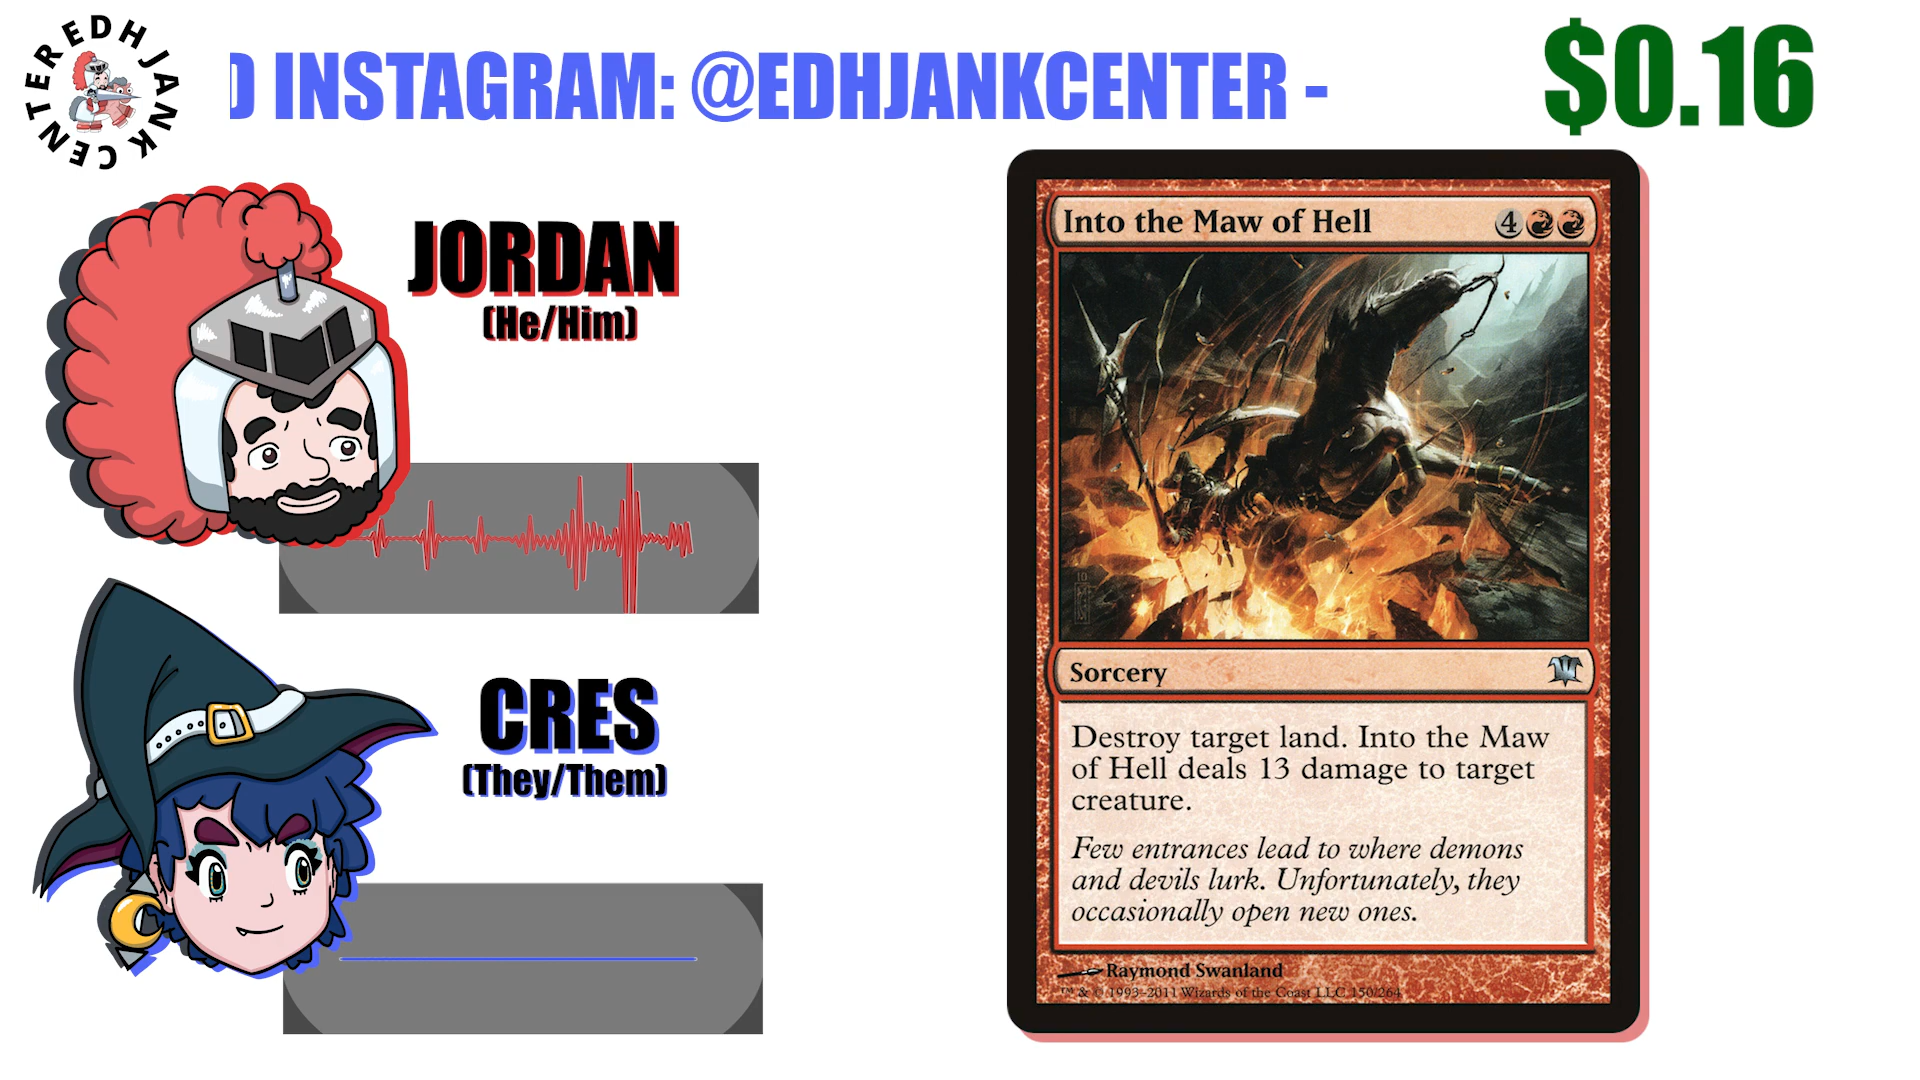 EDH JANK CENTER
INSTAGRAM: @EDHJANKCENTER -
$0.16
JORDAN
(He/Him)
CRES
(They/Them)
Into the Maw of Hell 4
Sorcery
Destroy target land. Into the Maw
of Hell deals 13 damage to target
creature.
Few entrances lead to where demons
and devils lurk. Unfortunately, they
occasionally open new ones.
Raymond Swanland
™ & © 1993–2011 Wizards of the Coast LLC 150/264